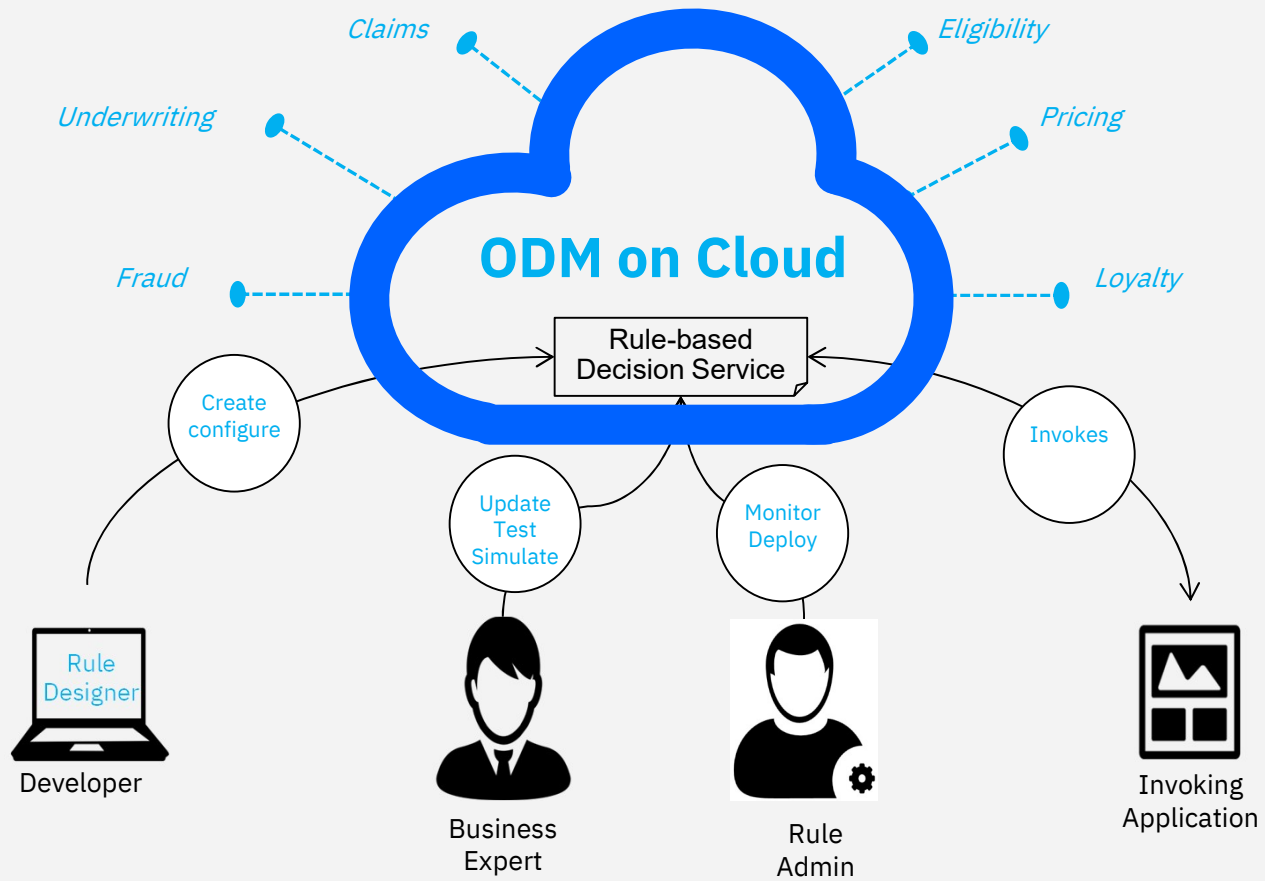 Claims
Eligibility
Underwriting
Pricing
ODM on Cloud
Fraud
Loyalty
Rule-based
Decision Service
Create
configure
Invokes
Update
Test
Simulate
Monitor
Deploy
Rule
Designer
Developer
Business
Expert
Rule
Admin
Invoking
Application